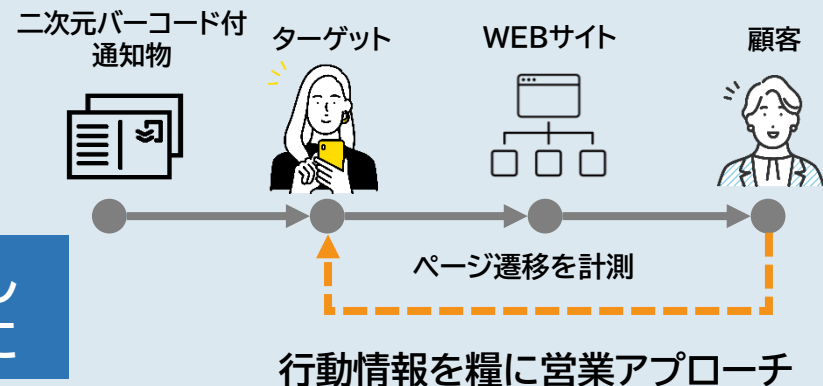 二次元バーコード付
通知物
ターゲット
WEBサイト
顧客
ページ遷移を計測
行動情報を糧に営業アプローチ